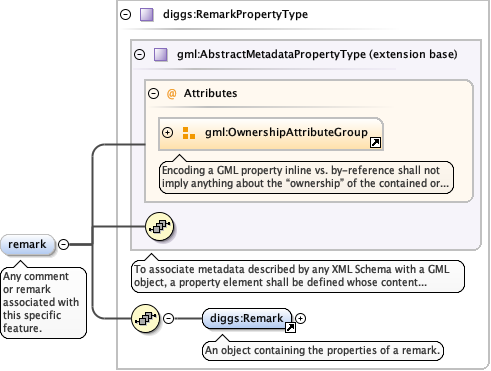 diggs:RemarkPropertyType
gml:AbstractMetadataPropertyType (extension base)
@ Attributes
gml:OwnershipAttributeGroup
Encoding a GML property inline vs. by-reference shall not
imply anything about the “ownership” of the contained or...
remark
Any comment
or remark
associated with
this specific
feature.
To associate metadata described by any XML Schema with a GML
object, a property element shall be defined whose content...
diggs:Remark
An object containing the properties of a remark.